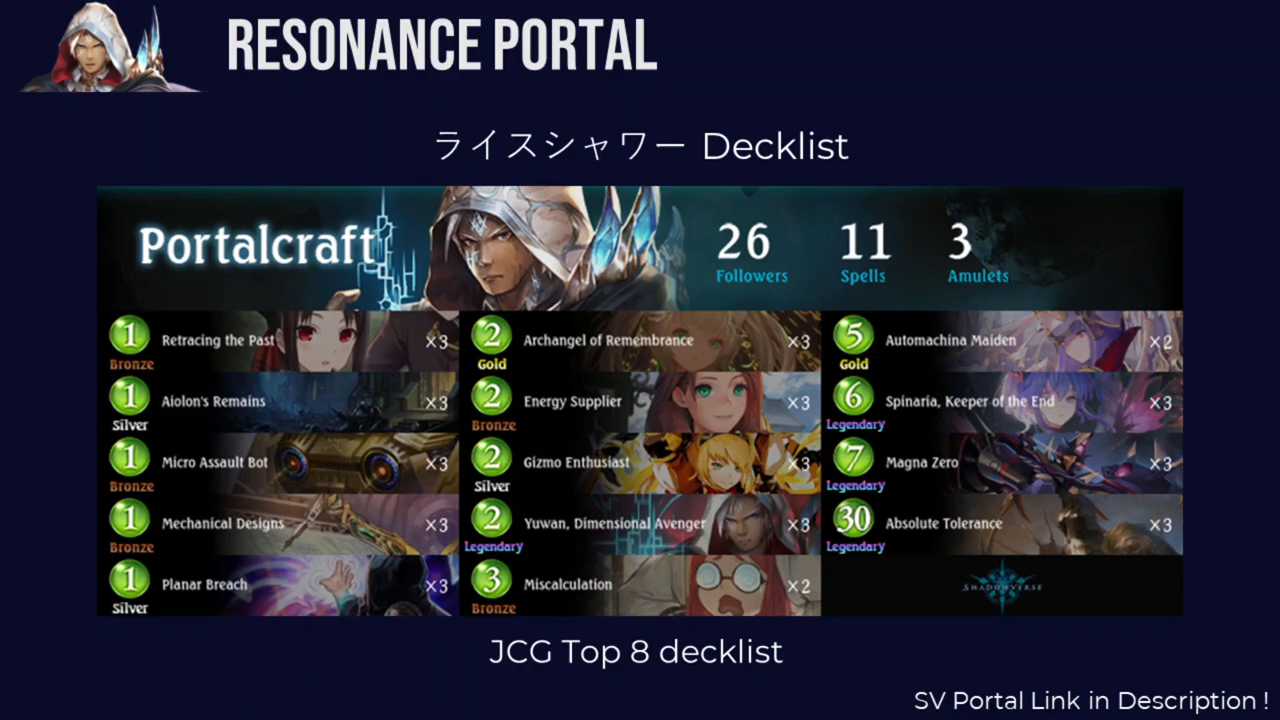 RESONANCE PORTAL
ライスシャワー Decklist
Portalcraft
26 11 3
Followers Spells Amulets
1 Retracing the Past ×3
Bronze
1 Aiolon's Remains ×3
Silver
1 Micro Assault Bot ×3
Bronze
1 Mechanical Designs ×3
Bronze
1 Planar Breach ×3
Silver
2 Archangel of Remembrance ×3
Gold
2 Energy Supplier ×3
Bronze
2 Gizmo Enthusiast ×3
Silver
2 Yuwan, Dimensional Avenger ×3
Legendary
3 Miscalculation ×2
Bronze
5 Automachina Maiden ×2
Gold
6 Spinaria, Keeper of the End ×3
Legendary
7 Magna Zero ×3
Legendary
30 Absolute Tolerance ×3
Legendary
SHADOWVERSE
JCG Top 8 decklist
SV Portal Link in Description !